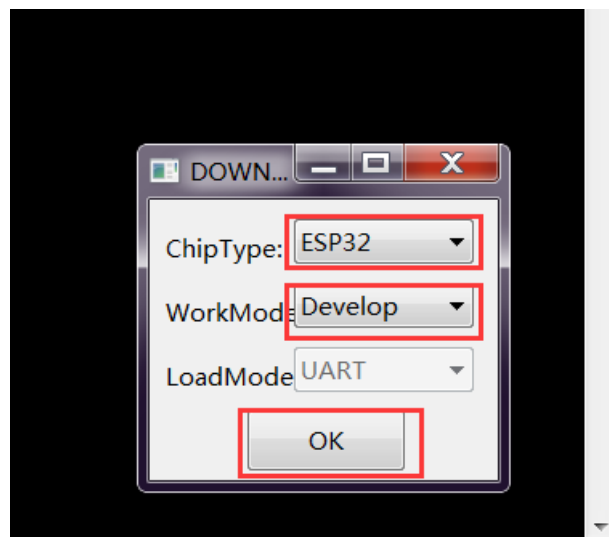 DOWN...
ChipType: ESP32
WorkMode Develop
LoadMode UART
OK